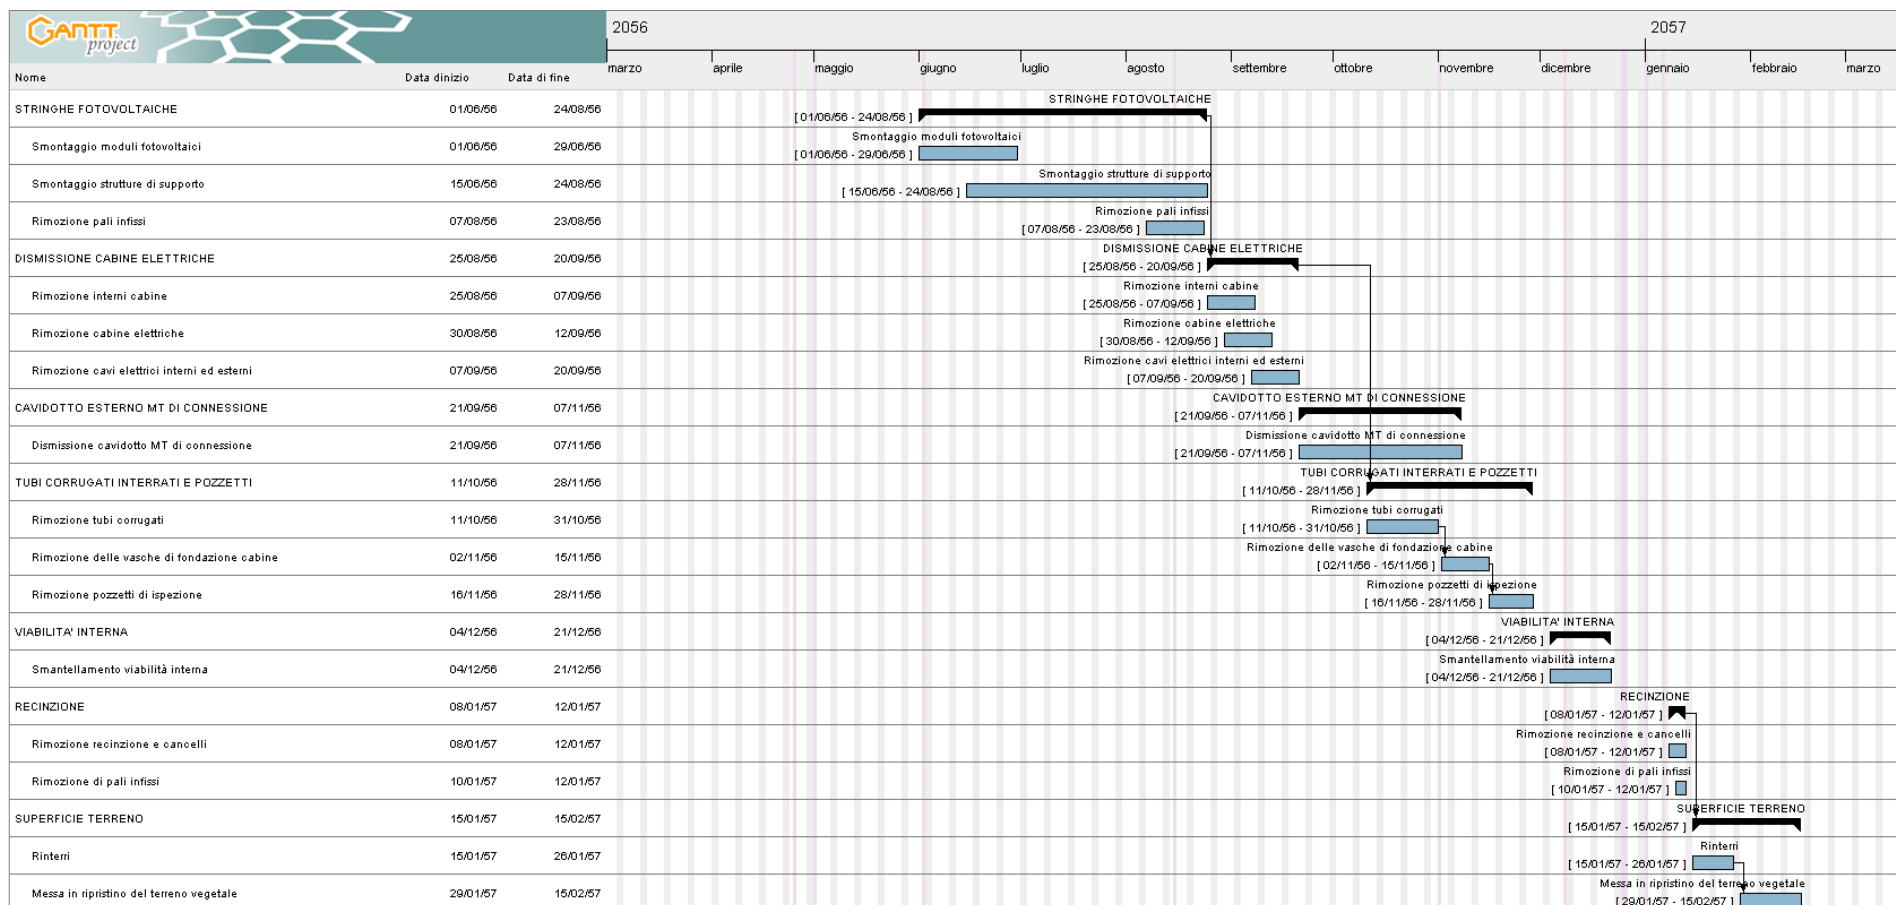 GANTT
project
2056
2057
Nome Data dinizio Data di fine
marzo aprile maggio giugno luglio agosto settembre ottobre novembre dicembre gennaio febbraio marzo
STRINGHE FOTOVOLTAICHE 01/06/56 24/08/56
STRINGHE FOTOVOLTAICHE
[ 01/06/56 - 24/08/56 ]
Smontaggio moduli fotovoltaici 01/06/56 29/06/56
Smontaggio moduli fotovoltaici
[ 01/06/56 - 29/06/56 ]
Smontaggio strutture di supporto 15/06/56 24/08/56
Smontaggio strutture di supporto
[ 15/06/56 - 24/08/56 ]
Rimozione pali infissi 07/08/56 23/08/56
Rimozione pali infissi
[ 07/08/56 - 23/08/56 ]
DISMISSIONE CABINE ELETTRICHE 25/08/56 20/09/56
DISMISSIONE CABINE ELETTRICHE
[ 25/08/56 - 20/09/56 ]
Rimozione interni cabine 25/08/56 07/09/56
Rimozione interni cabine
[ 25/08/56 - 07/09/56 ]
Rimozione cabine elettriche 30/08/56 12/09/56
Rimozione cabine elettriche
[ 30/08/56 - 12/09/56 ]
Rimozione cavi elettrici interni ed esterni 07/09/56 20/09/56
Rimozione cavi elettrici interni ed esterni
[ 07/09/56 - 20/09/56 ]
CAVIDOTTO ESTERNO MT DI CONNESSIONE 21/09/56 07/11/56
CAVIDOTTO ESTERNO MT DI CONNESSIONE
[ 21/09/56 - 07/11/56 ]
Dismissione cavidotto MT di connessione 21/09/56 07/11/56
Dismissione cavidotto MT di connessione
[ 21/09/56 - 07/11/56 ]
TUBI CORRUGATI INTERRATI E POZZETTI 11/10/56 28/11/56
TUBI CORRUGATI INTERRATI E POZZETTI
[ 11/10/56 - 28/11/56 ]
Rimozione tubi corrugati 11/10/56 31/10/56
Rimozione tubi corrugati
[ 11/10/56 - 31/10/56 ]
Rimozione delle vasche di fondazione cabine 02/11/56 15/11/56
Rimozione delle vasche di fondazione cabine
[ 02/11/56 - 15/11/56 ]
Rimozione pozzetti di ispezione 16/11/56 28/11/56
Rimozione pozzetti di ispezione
[ 16/11/56 - 28/11/56 ]
VIABILITA' INTERNA 04/12/56 21/12/56
VIABILITA' INTERNA
[ 04/12/56 - 21/12/56 ]
Smantellamento viabilità interna 04/12/56 21/12/56
Smantellamento viabilità interna
[ 04/12/56 - 21/12/56 ]
RECINZIONE 08/01/57 12/01/57
RECINZIONE
[ 08/01/57 - 12/01/57 ]
Rimozione recinzione e cancelli 08/01/57 12/01/57
Rimozione recinzione e cancelli
[ 08/01/57 - 12/01/57 ]
Rimozione di pali infissi 10/01/57 12/01/57
Rimozione di pali infissi
[ 10/01/57 - 12/01/57 ]
SUPERFICIE TERRENO 15/01/57 15/02/57
SUPERFICIE TERRENO
[ 15/01/57 - 15/02/57 ]
Rinterri 15/01/57 26/01/57
Rinterri
[ 15/01/57 - 26/01/57 ]
Messa in ripristino del terreno vegetale 29/01/57 15/02/57
Messa in ripristino del terreno vegetale
[ 29/01/57 - 15/02/57 ]